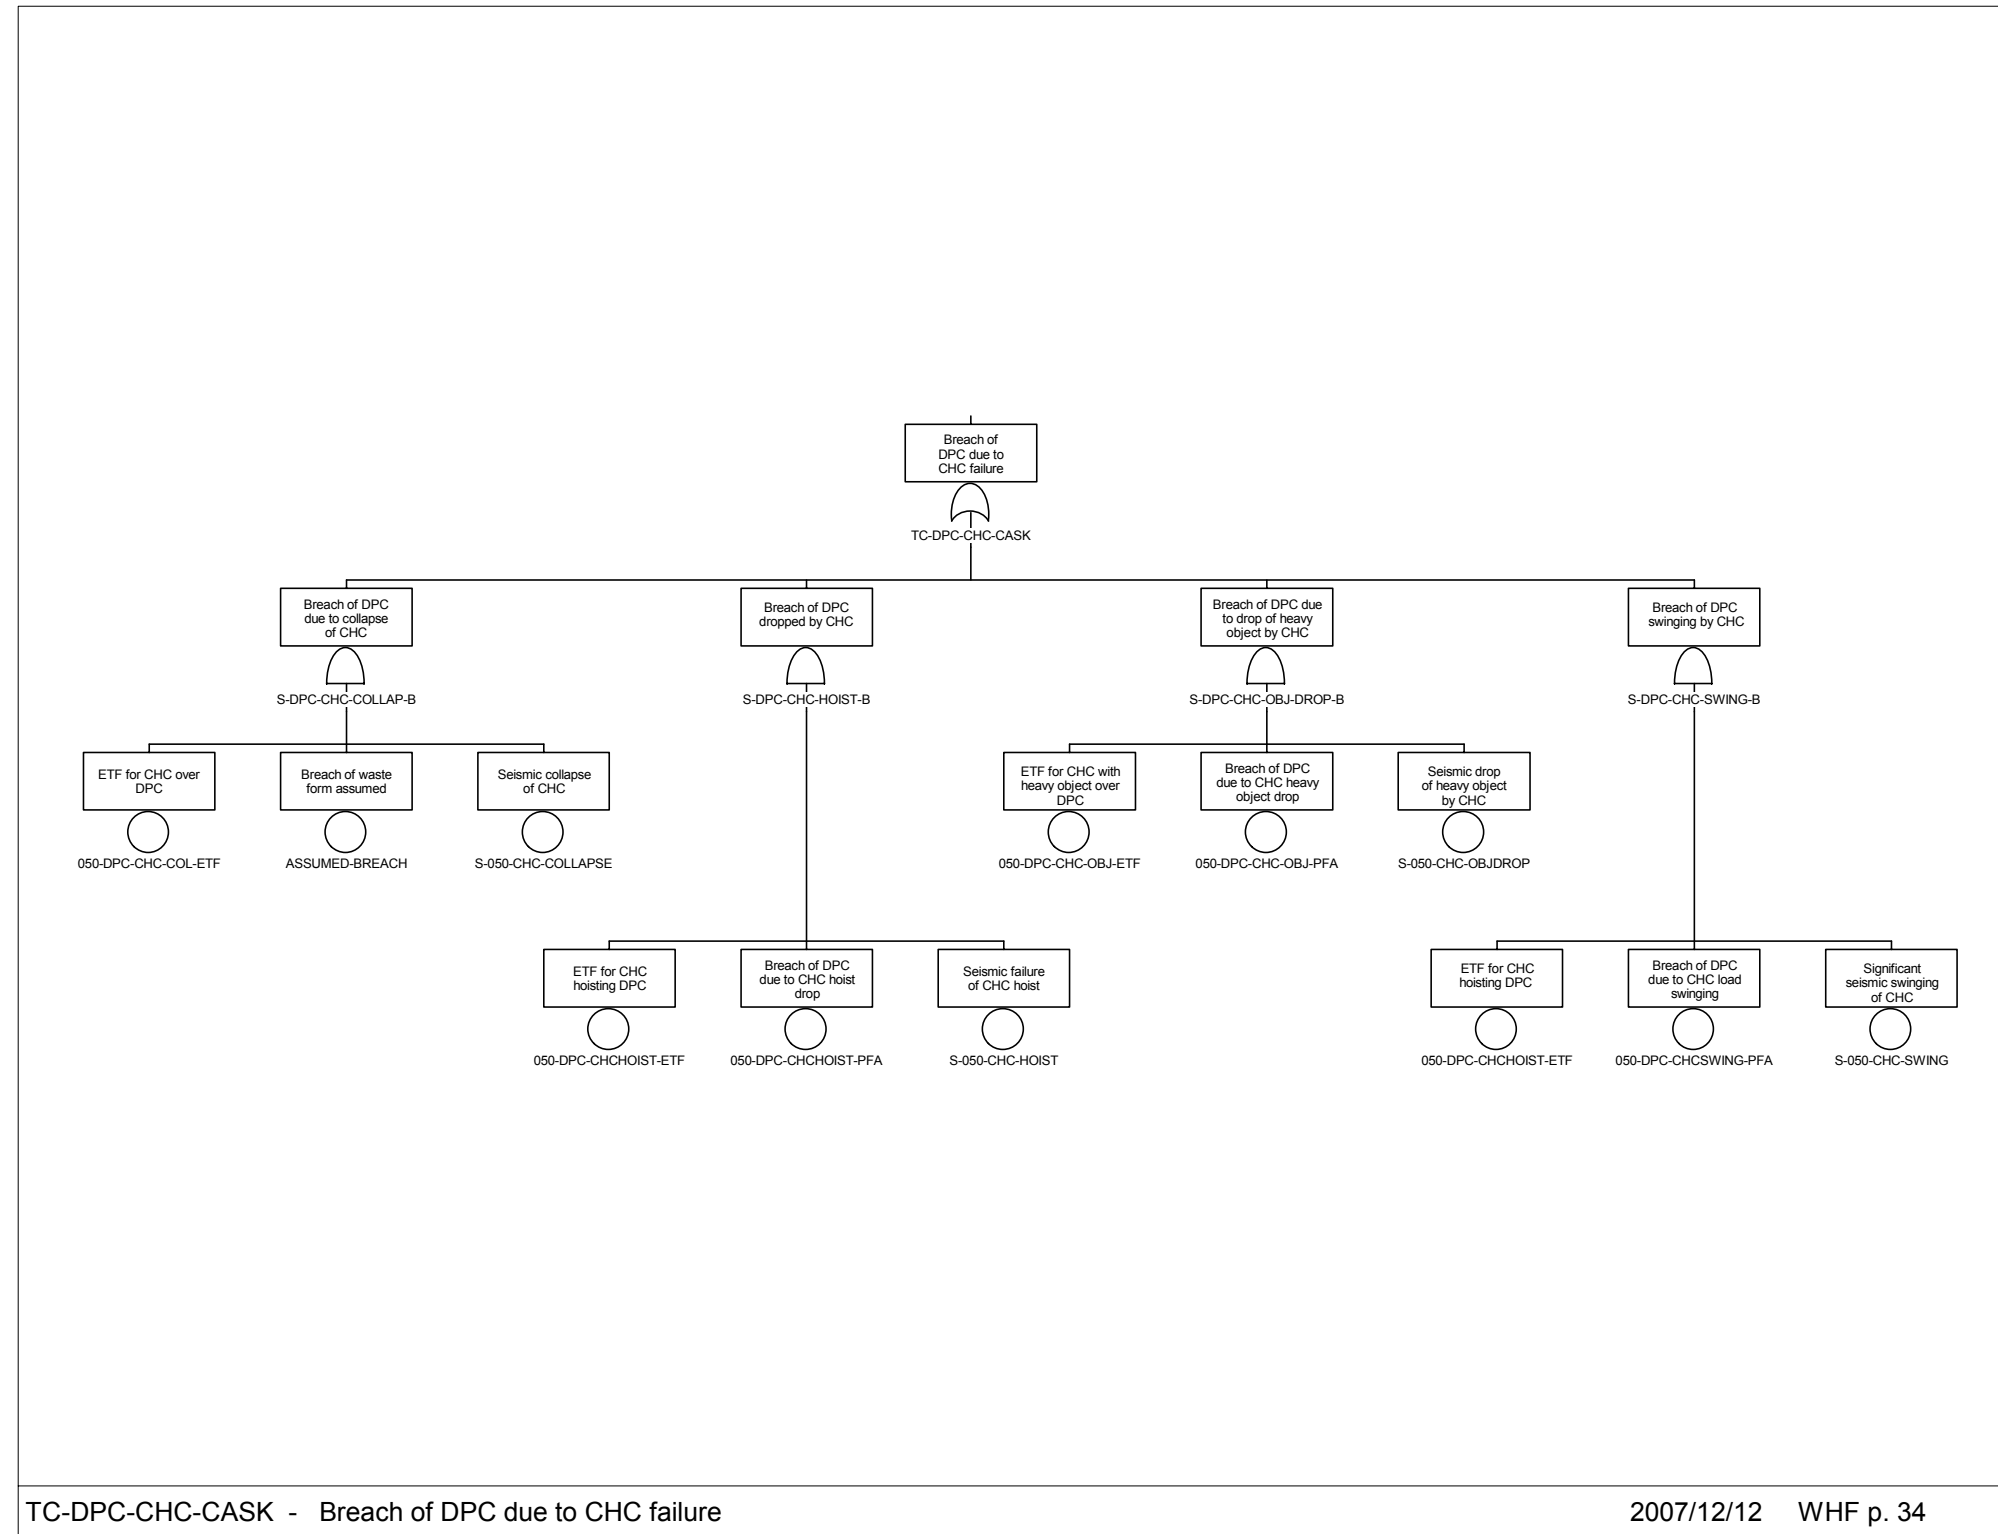 Breach of
DPC due to
CHC failure
TC-DPC-CHC-CASK
Breach of DPC
due to collapse
of CHC
S-DPC-CHC-COLLAP-B
Breach of DPC
dropped by CHC
S-DPC-CHC-HOIST-B
Breach of DPC due
to drop of heavy
object by CHC
S-DPC-CHC-OBJ-DROP-B
Breach of DPC
swinging by CHC
S-DPC-CHC-SWING-B
ETF for CHC over
DPC
050-DPC-CHC-COL-ETF
Breach of waste
form assumed
ASSUMED-BREACH
Seismic collapse
of CHC
S-050-CHC-COLLAPSE
ETF for CHC with
heavy object over
DPC
050-DPC-CHC-OBJ-ETF
Breach of DPC
due to CHC heavy
object drop
050-DPC-CHC-OBJ-PFA
Seismic drop
of heavy object
by CHC
S-050-CHC-OBJDROP
ETF for CHC
hoisting DPC
050-DPC-CHCHOIST-ETF
Breach of DPC
due to CHC hoist
drop
050-DPC-CHCHOIST-PFA
Seismic failure
of CHC hoist
S-050-CHC-HOIST
ETF for CHC
hoisting DPC
050-DPC-CHCHOIST-ETF
Breach of DPC
due to CHC load
swinging
050-DPC-CHCSWING-PFA
Significant
seismic swinging
of CHC
S-050-CHC-SWING
TC-DPC-CHC-CASK - Breach of DPC due to CHC failure
2007/12/12 WHF p. 34